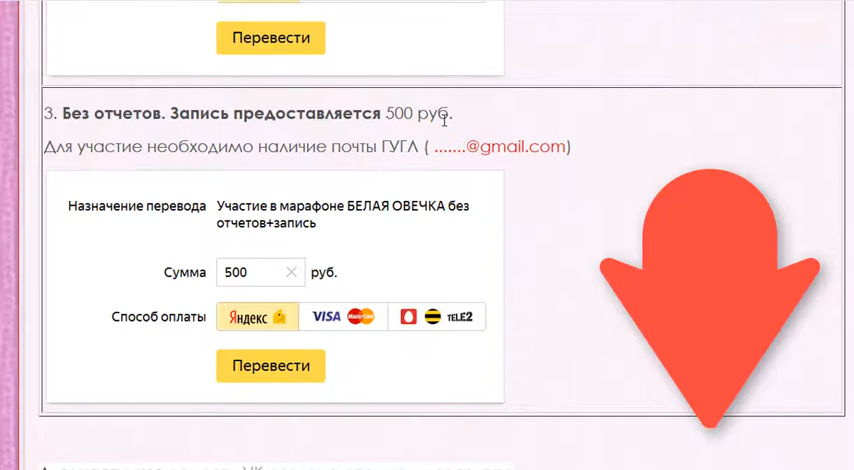 Перевести
3. Без отчетов. Запись предоставляется 500 руб.
Для участие необходимо наличие почты ГУГЛ ( .......@gmail.com)
Назначение перевода Участие в марафоне БЕЛАЯ ОВЕЧКА без
отчетов+запись
Сумма 500 руб.
Способ оплаты Яндекс VISA MasterCard TELE2
Перевести